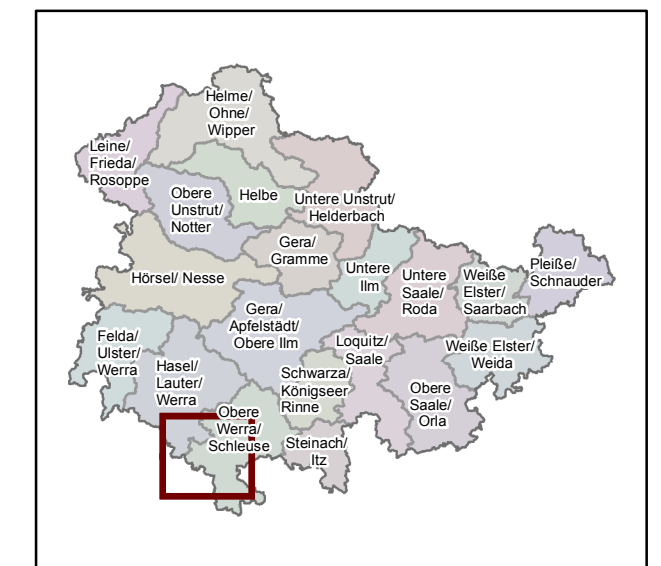 Helme/
Ohne/
Wipper
Leine/
Frieda/
Rosoppe
Obere
Unstrut/
Notter
Helbe
Untere Unstrut/
Helderbach
Gera/
Gramme
Hörsel/ Nesse
Untere
Ilm
Untere
Saale/
Roda
Weiße
Elster/
Saarbach
Pleiße/
Schnauder
Gera/
Apfelstädt/
Obere Ilm
Felda/
Ulster/
Werra
Hasel/
Lauter/
Werra
Loquitz/
Saale
Weiße Elster/
Weida
Schwarza/
Königseer
Rinne
Obere
Saale/
Orla
Obere
Werra/
Schleuse
Steinach/
Itz